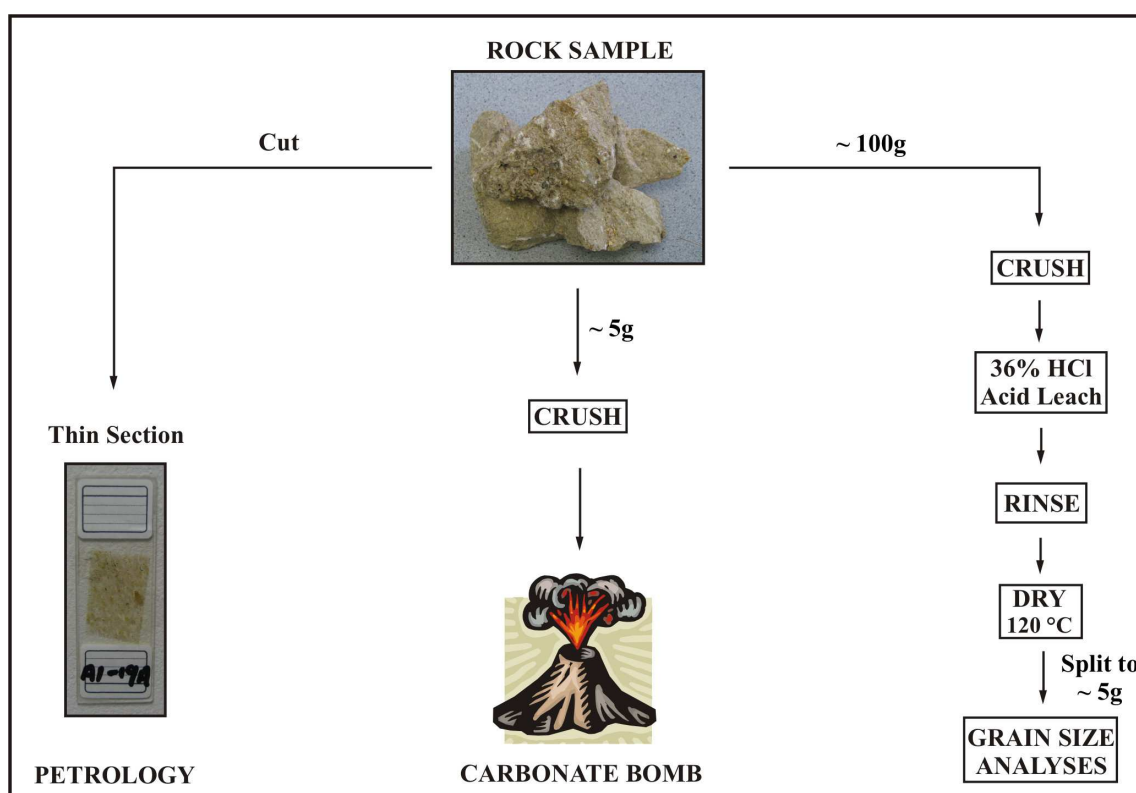 ROCK SAMPLE
Cut
~ 100g
CRUSH
~ 5g
36% HCl
Acid Leach
CRUSH
Thin Section
RINSE
DRY
120 °C
A1-19A
Split to
~ 5g
GRAIN SIZE
ANALYSES
PETROLOGY
CARBONATE BOMB